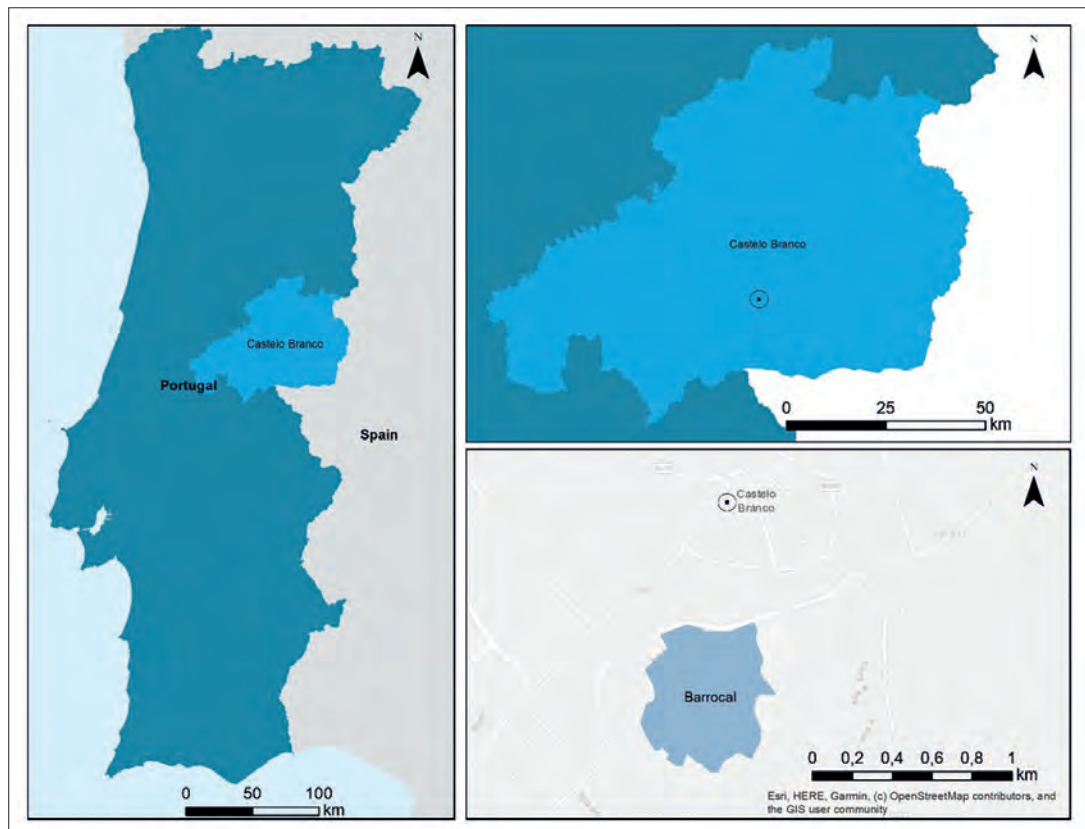 N
Castelo Branco
Portugal
Spain
0 50 100
km
N
Castelo Branco
0 25 50
km
N
Castelo
Branco
Barrocal
0 0,2 0,4 0,6 0,8 1
km
Esri, HERE, Garmin, (c) OpenStreetMap contributors, and
the GIS user community